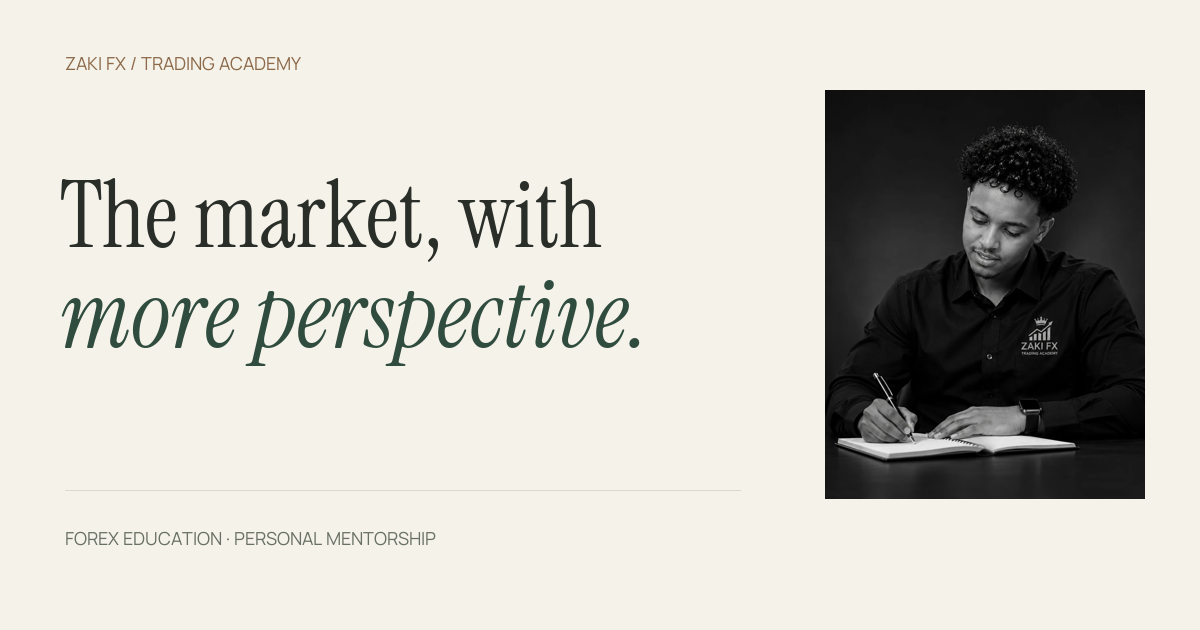 ZAKI FX / TRADING ACADEMY
The market, with
more perspective.
ZAKI FX
TRADING ACADEMY
FOREX EDUCATION · PERSONAL MENTORSHIP